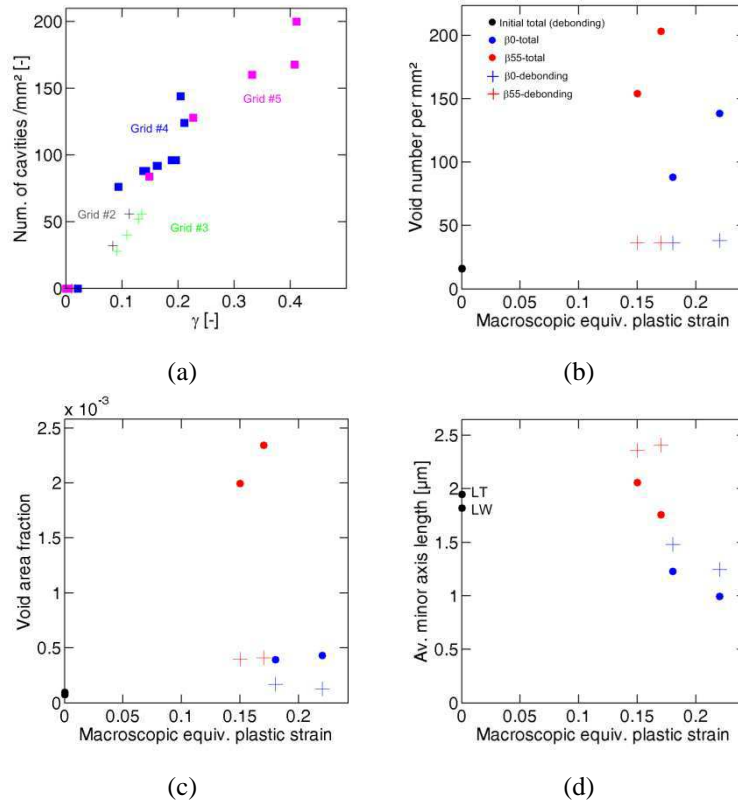 200
150
100
50
0
Num. of cavities /mm² [-]
Grid #5
Grid #4
Grid #2
Grid #3
0 0.1 0.2 0.3 0.4
γ [-]
(a)
Initial total (debonding)
β0-total
β55-total
β0-debonding
β55-debonding
200
150
100
50
0
Void number per mm²
0 0.05 0.1 0.15 0.2
Macroscopic equiv. plastic strain
(b)
x 10⁻³
2.5
2
1.5
1
0.5
0
Void area fraction
0 0.05 0.1 0.15 0.2
Macroscopic equiv. plastic strain
(c)
2.5
2
1.5
1
0.5
0
Av. minor axis length [µm]
LT
LW
0 0.05 0.1 0.15 0.2
Macroscopic equiv. plastic strain
(d)